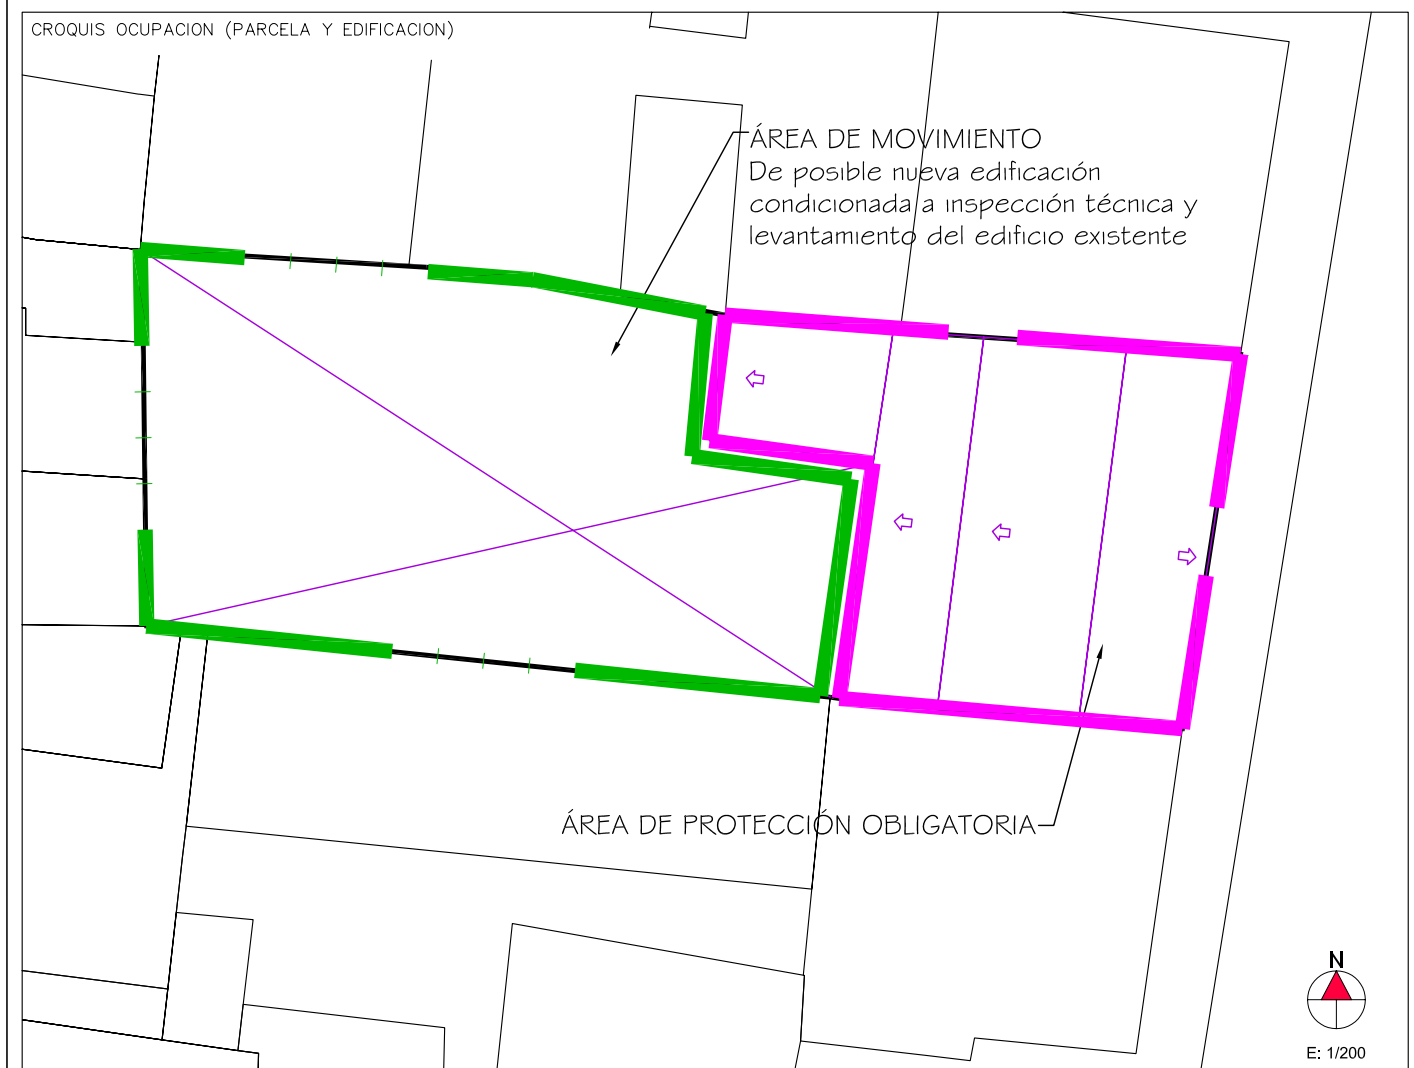 CROQUIS OCUPACION (PARCELA Y EDIFICACION)
ÁREA DE MOVIMIENTO
De posible nueva edificación
condicionada a inspección técnica y
levantamiento del edificio existente
ÁREA DE PROTECCIÓN OBLIGATORIA
N
E: 1/200